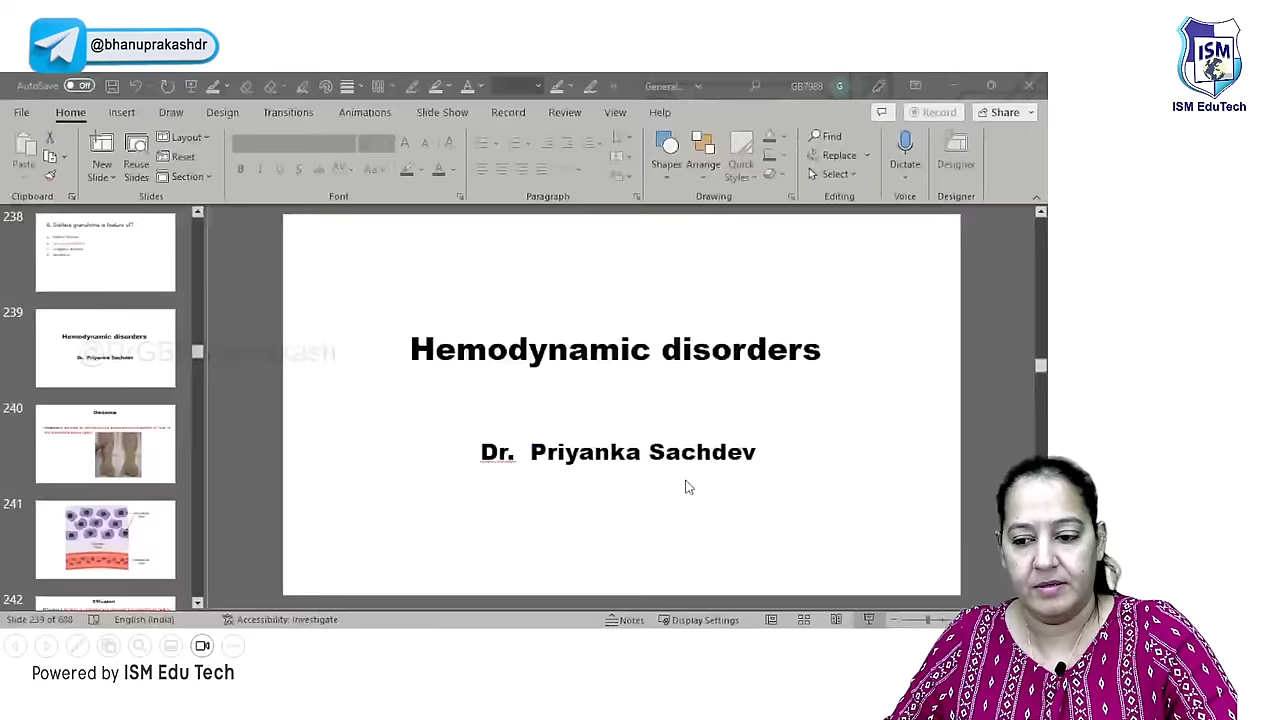 @bhanuprakashdr
ISM
ISM EduTech
AutoSave Off
General...
GB7988
G
File Home Insert Draw Design Transitions Animations Slide Show Record Review View Help
Record
Share
Paste
New Slide
Reuse Slides
Layout
Reset
Section
Find
Replace
Select
Shapes
Arrange
Quick Styles
Dictate
Designer
Clipboard
Slides
Font
Paragraph
Drawing
Editing
Voice
Designer
238
239
Hemodynamic disorders
Dr. Priyanka Sachdev
240
241
242
Effusion
Hemodynamic disorders
Dr. Priyanka Sachdev
Slide 239 of 688
English (India)
Accessibility: Investigate
Notes
Display Settings
Powered by ISM Edu Tech